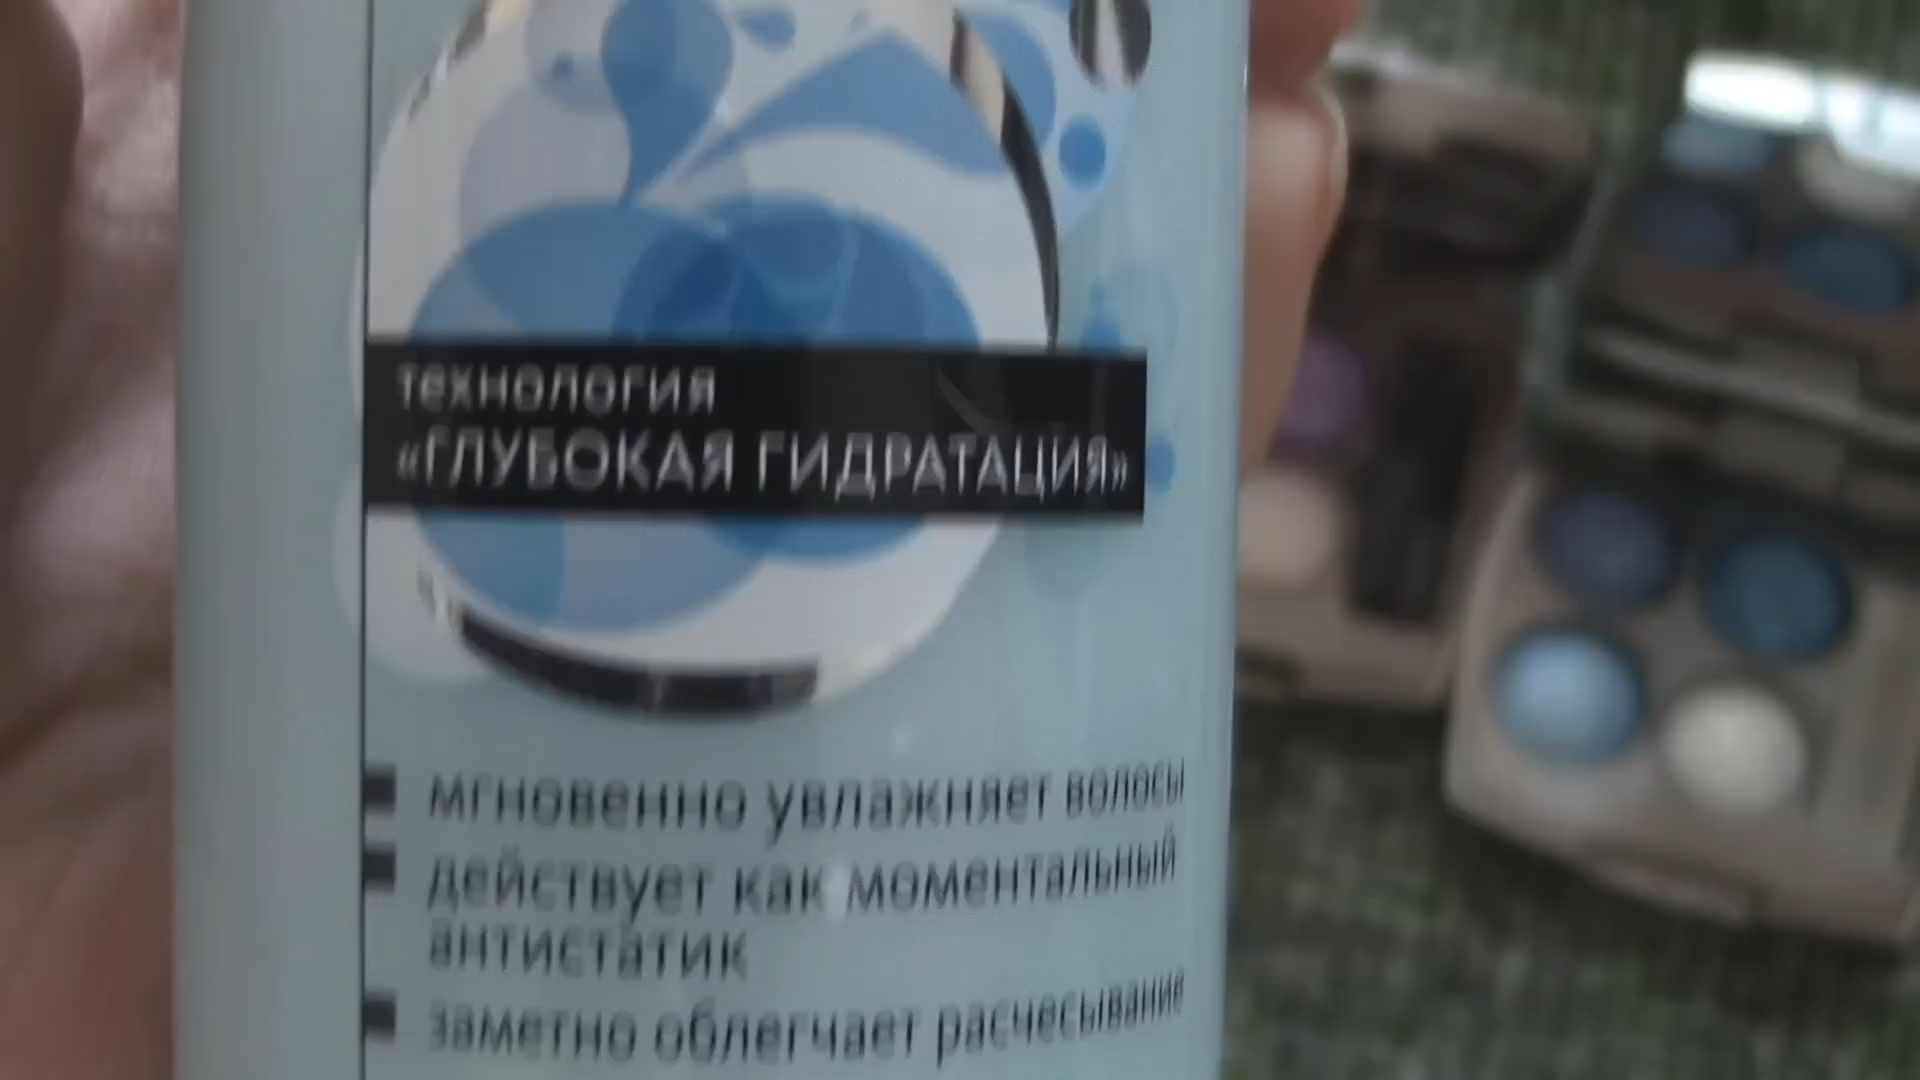 технология
«ГЛУБОКАЯ ГИДРАТАЦИЯ»
мгновенно увлажняет волосы
действует как моментальный
антистатик
заметно облегчает расчесывание